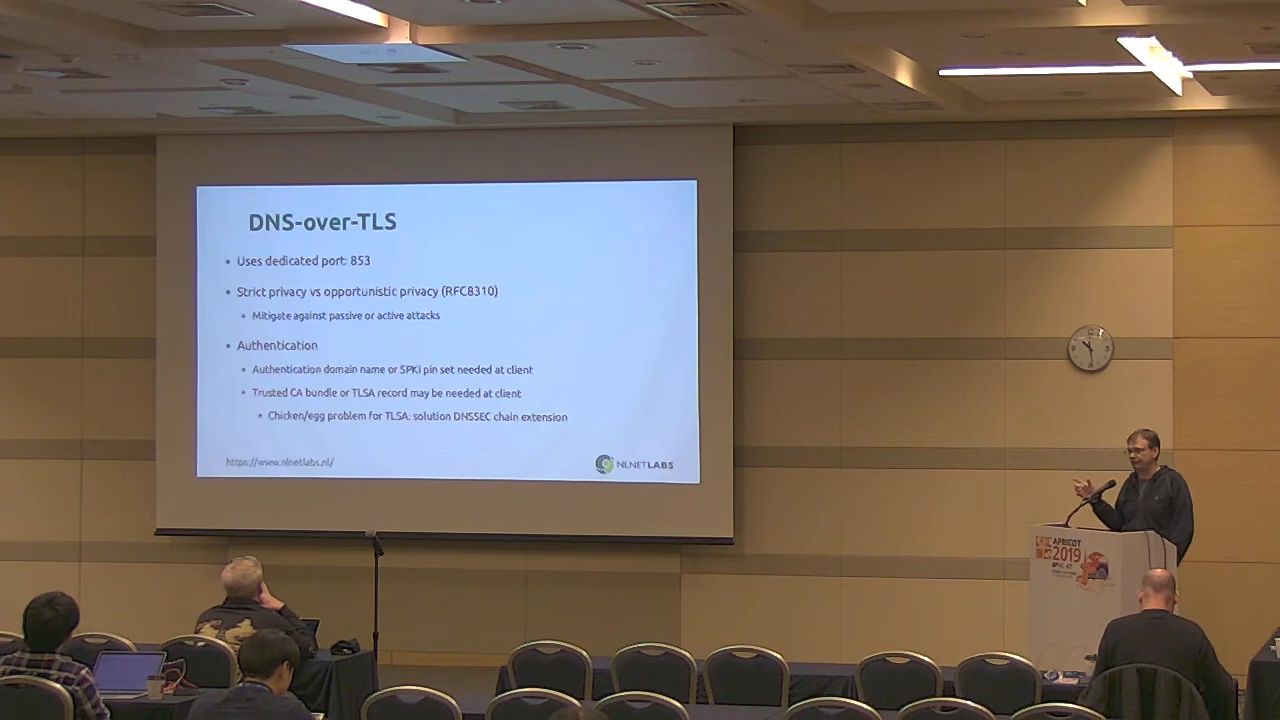 DNS-over-TLS
• Uses dedicated port: 853
• Strict privacy vs opportunistic privacy (RFC8310)
• Mitigate against passive or active attacks
• Authentication
• Authentication domain name or SPKI pin set needed at client
• Trusted CA bundle or TLSA record may be needed at client
• Chicken/egg problem for TLSA: solution DNSSEC chain extension
https://www.nlnetlabs.nl/
NLNETLABS
APRICOT
2019